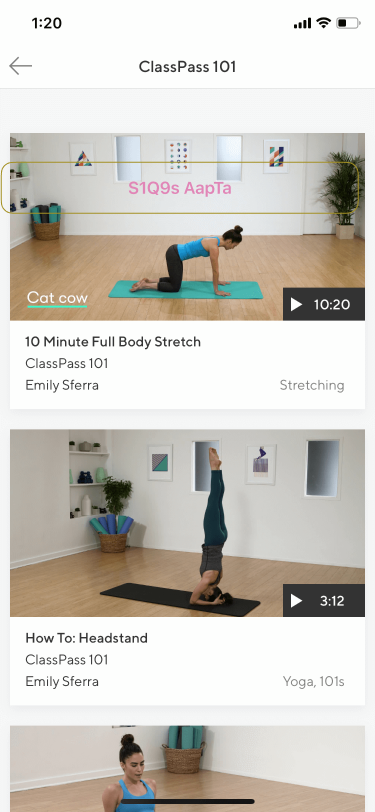 1:20
ClassPass 101
S1Q9s AapTa
Cat cow
10:20
10 Minute Full Body Stretch
ClassPass 101
Emily Sferra
Stretching
3:12
How To: Headstand
ClassPass 101
Emily Sferra
Yoga, 101s